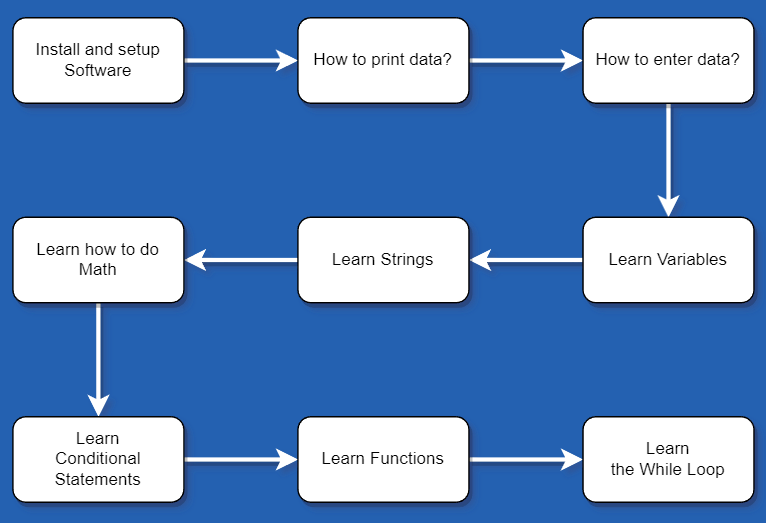 Install and setup
Software
How to print data?
How to enter data?
Learn how to do
Math
Learn Strings
Learn Variables
Learn
Conditional
Statements
Learn Functions
Learn
the While Loop